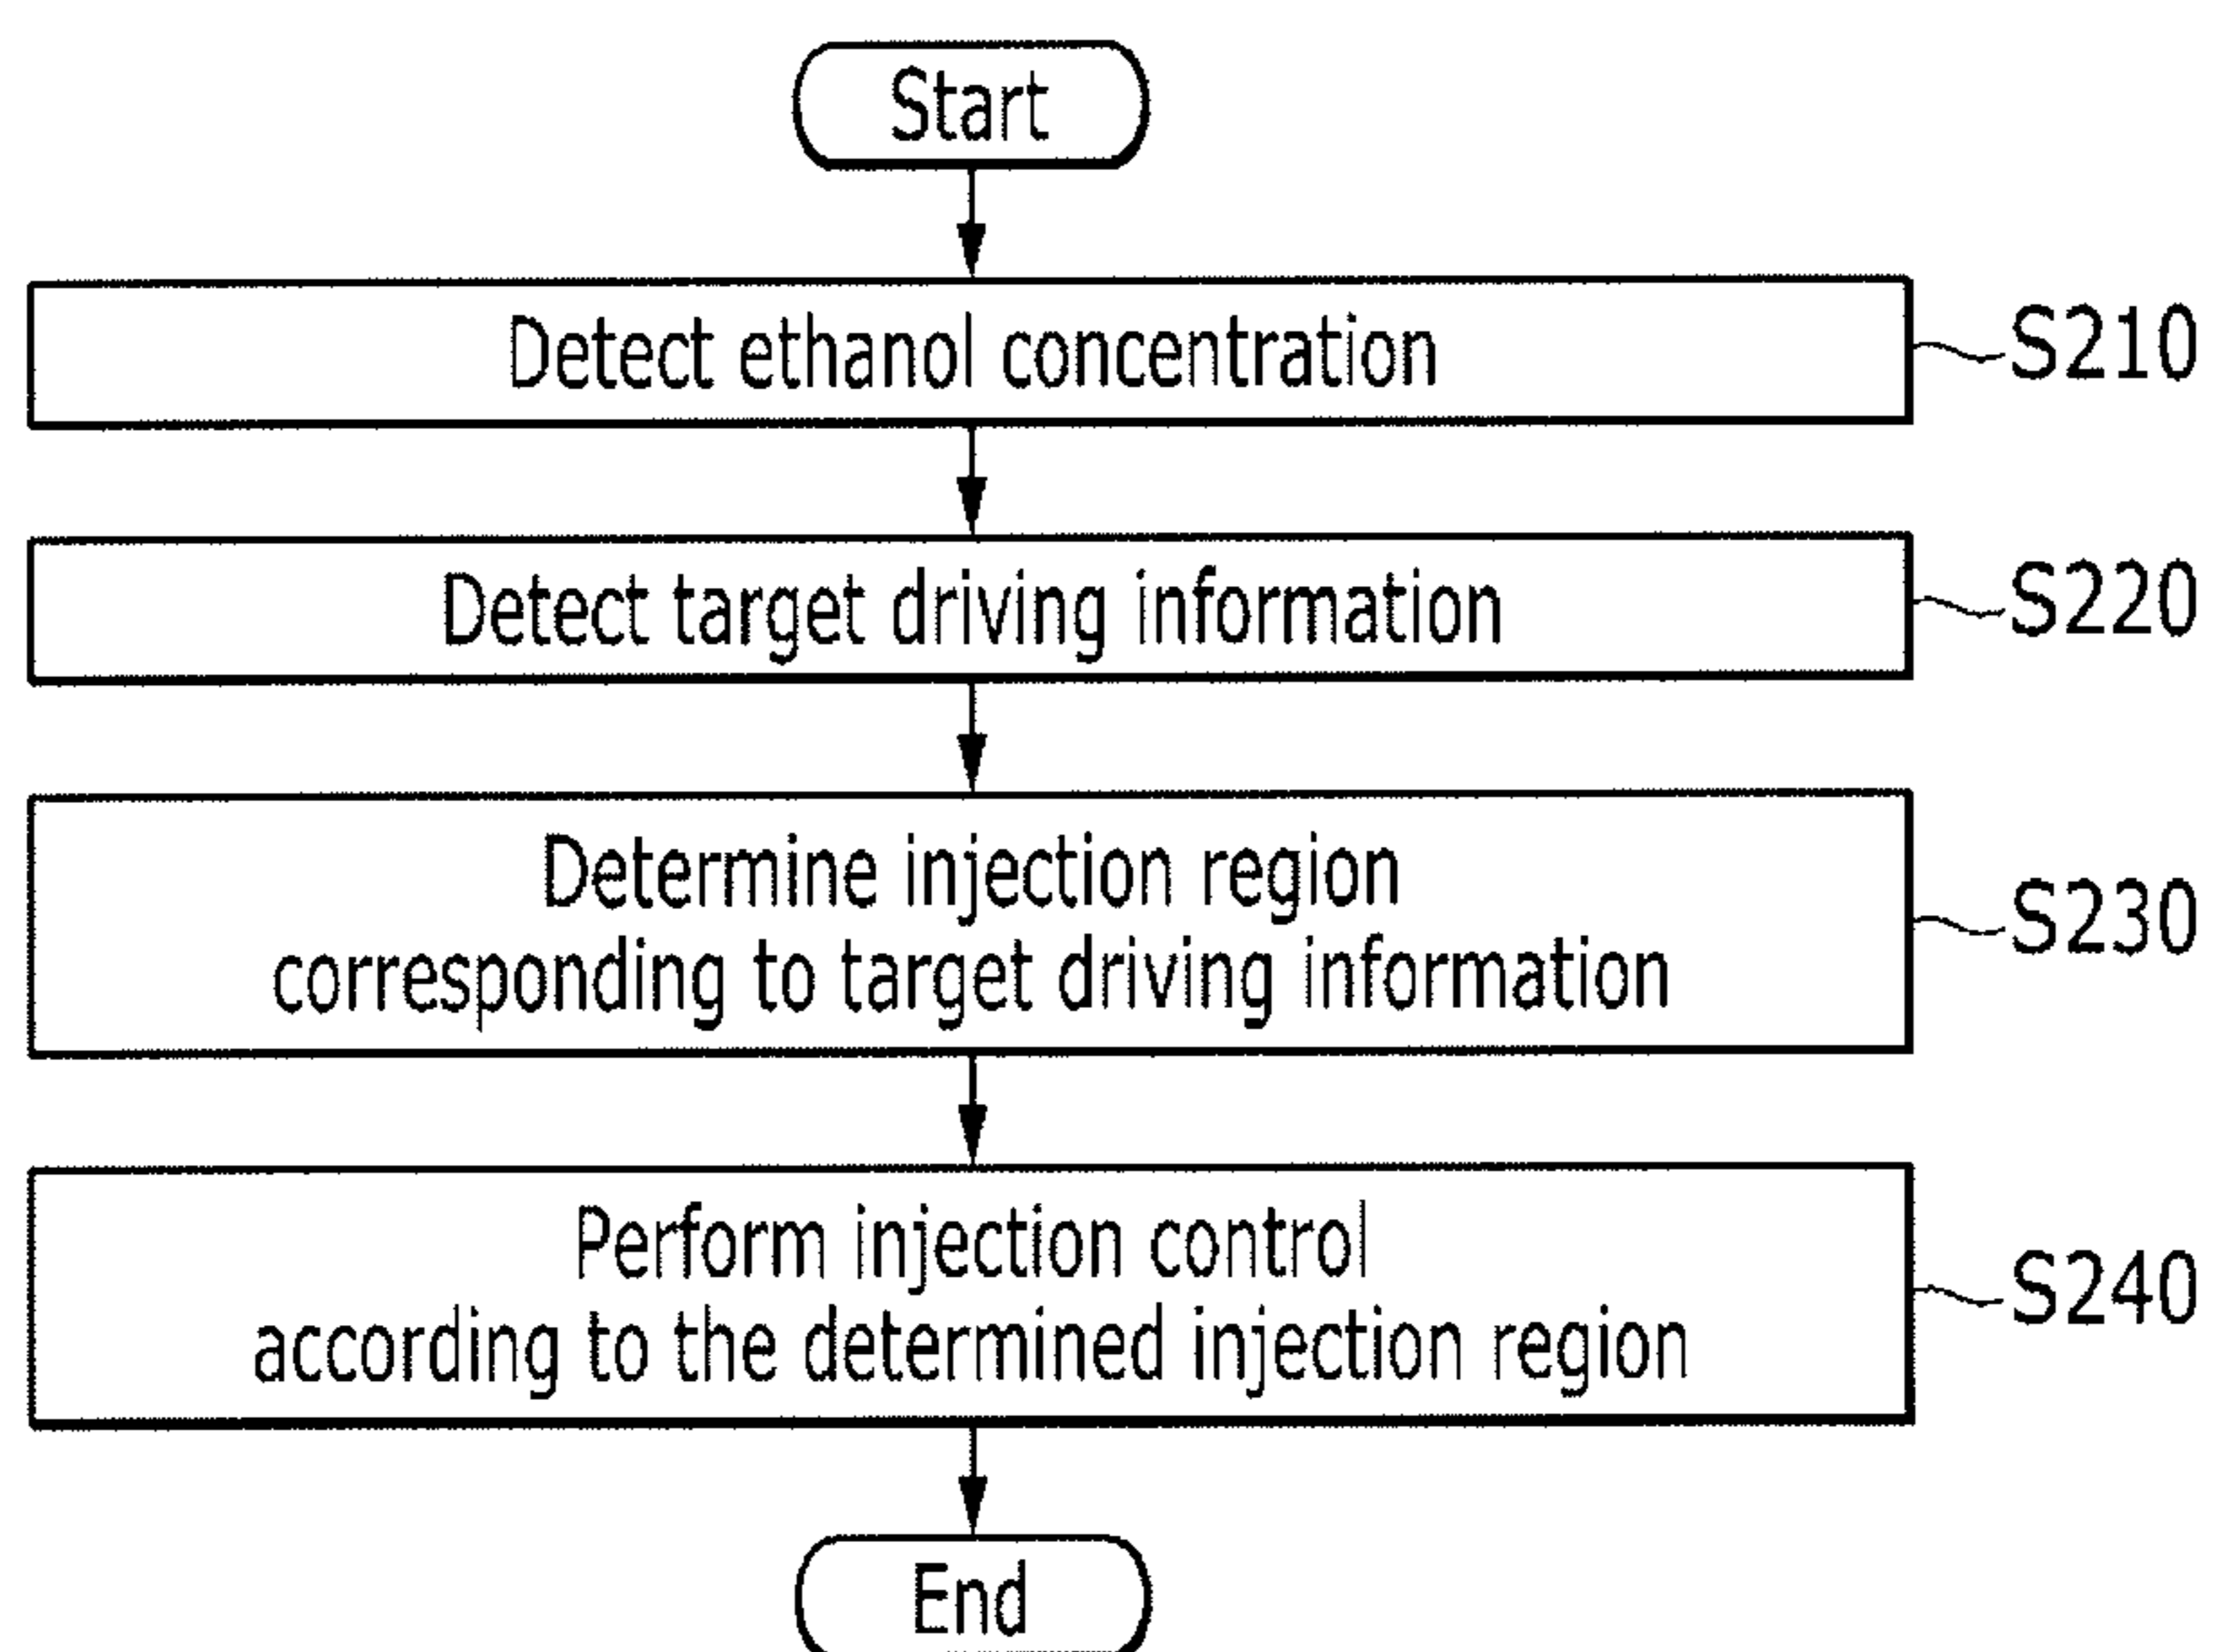 Start
Detect ethanol concentration
S210
Detect target driving information
S220
Determine injection region
corresponding to target driving information
S230
Perform injection control
according to the determined injection region
S240
End